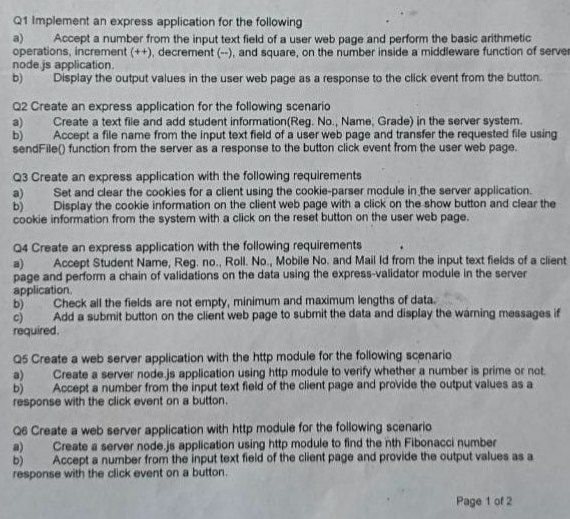 Q1 Implement an express application for the following
a) Accept a number from the input text field of a user web page and perform the basic arithmetic
operations, increment (++), decrement (--), and square, on the number inside a middleware function of server
node.js application.
b) Display the output values in the user web page as a response to the click event from the button.
Q2 Create an express application for the following scenario
a) Create a text file and add student information(Reg. No., Name, Grade) in the server system.
b) Accept a file name from the input text field of a user web page and transfer the requested file using
sendFile() function from the server as a response to the button click event from the user web page.
Q3 Create an express application with the following requirements
a) Set and clear the cookies for a client using the cookie-parser module in the server application.
b) Display the cookie information on the client web page with a click on the show button and clear the
cookie information from the system with a click on the reset button on the user web page.
Q4 Create an express application with the following requirements
a) Accept Student Name, Reg. no., Roll. No., Mobile No. and Mail Id from the input text fields of a client
page and perform a chain of validations on the data using the express-validator module in the server
application.
b) Check all the fields are not empty, minimum and maximum lengths of data.
c) Add a submit button on the client web page to submit the data and display the warning messages if
required.
Q5 Create a web server application with the http module for the following scenario
a) Create a server node.js application using http module to verify whether a number is prime or not.
b) Accept a number from the input text field of the client page and provide the output values as a
response with the click event on a button.
Q6 Create a web server application with http module for the following scenario
a) Create a server node.js application using http module to find the nth Fibonacci number
b) Accept a number from the input text field of the client page and provide the output values as a
response with the click event on a button.
Page 1 of 2